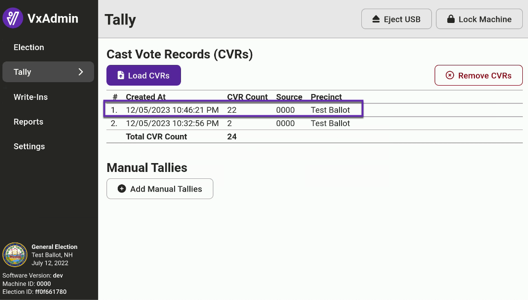 VxAdmin
Tally
Eject USB
Lock Machine
Election
Tally
Write-Ins
Reports
Settings
Cast Vote Records (CVRs)
Load CVRs
Remove CVRs
# Created At CVR Count Source Precinct
1. 12/05/2023 10:46:21 PM 22 0000 Test Ballot
2. 12/05/2023 10:32:56 PM 2 0000 Test Ballot
Total CVR Count 24
Manual Tallies
Add Manual Tallies
General Election
Test Ballot, NH
July 12, 2022
Software Version: dev
Machine ID: 0000
Election ID: ff0f661780